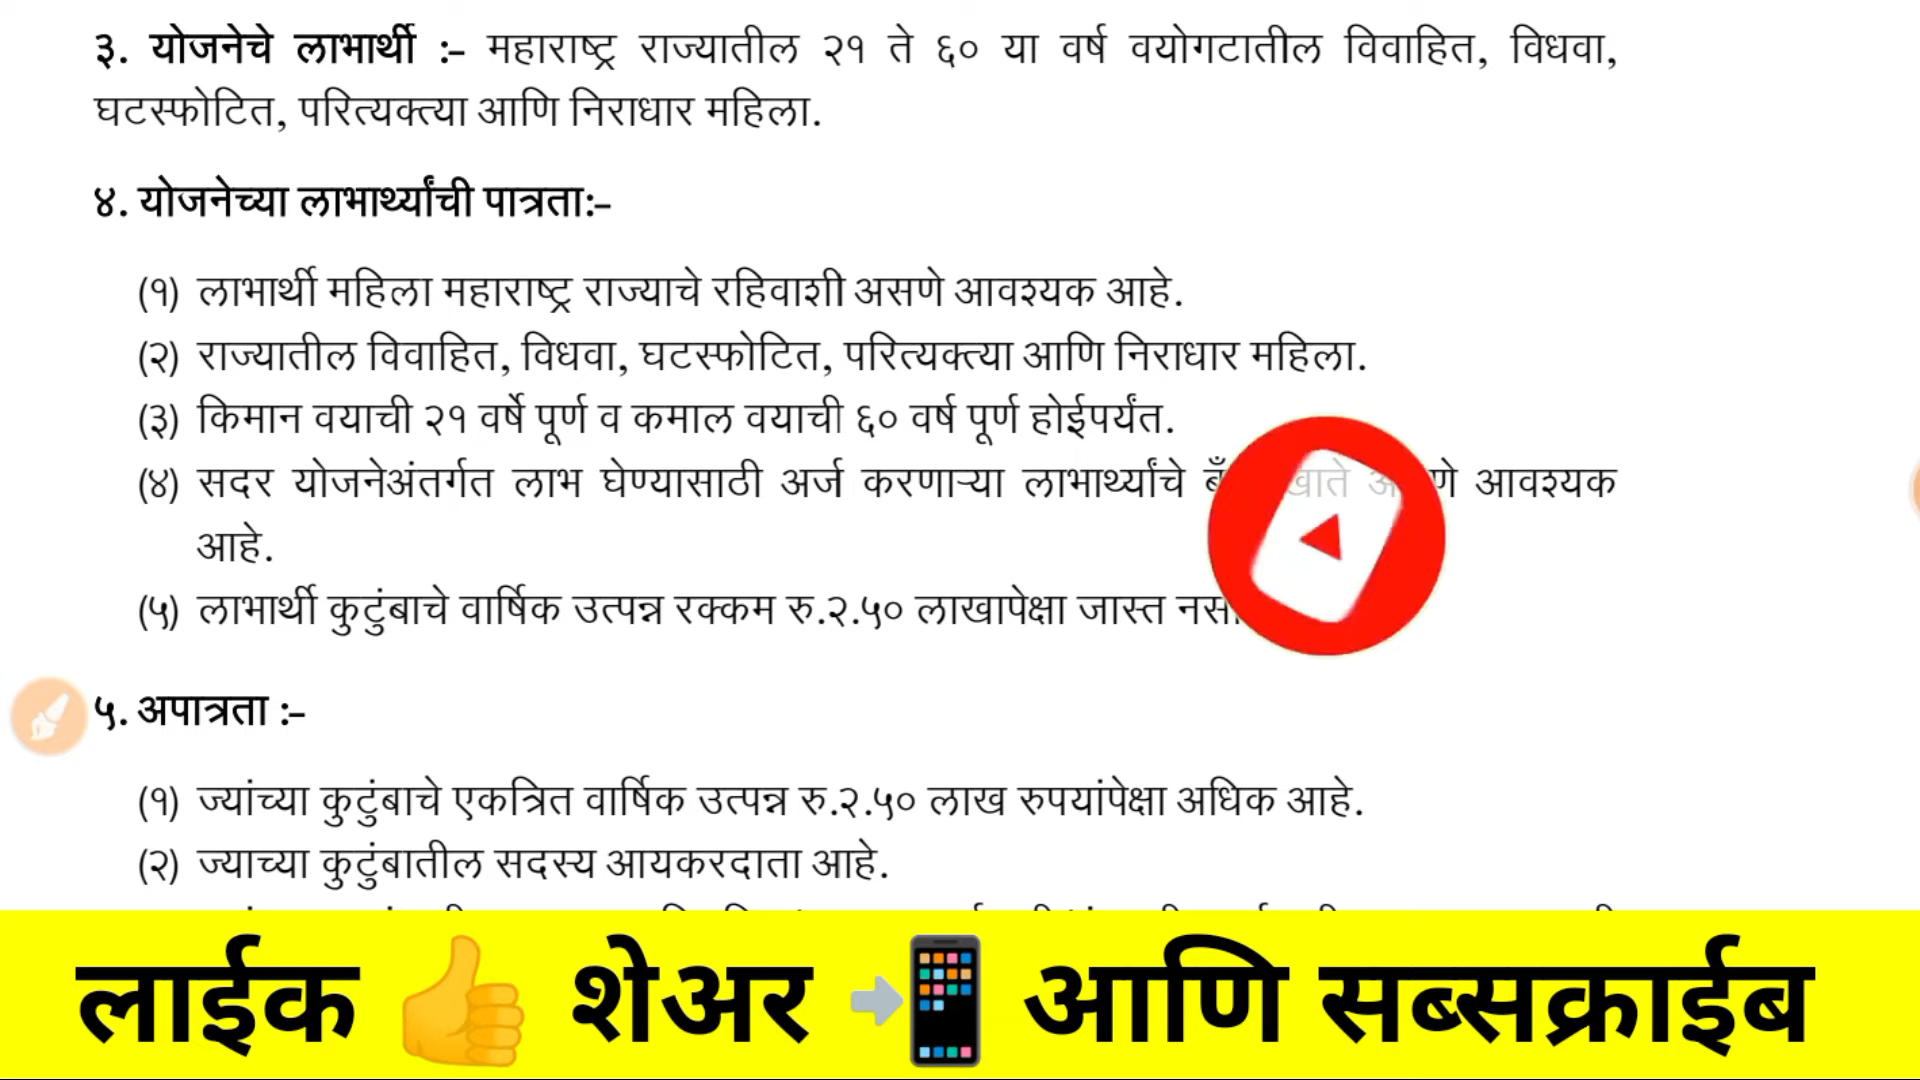 ३. योजनेचे लाभार्थी :- महाराष्ट्र राज्यातील २१ ते ६० या वर्ष वयोगटातील विवाहित, विधवा,
घटस्फोटित, परित्यक्त्या आणि निराधार महिला.
४. योजनेच्या लाभार्थ्यांची पात्रता:-
(१) लाभार्थी महिला महाराष्ट्र राज्याचे रहिवाशी असणे आवश्यक आहे.
(२) राज्यातील विवाहित, विधवा, घटस्फोटित, परित्यक्त्या आणि निराधार महिला.
(३) किमान वयाची २१ वर्षे पूर्ण व कमाल वयाची ६० वर्ष पूर्ण होईपर्यंत.
(४) सदर योजनेअंतर्गत लाभ घेण्यासाठी अर्ज करणाऱ्या लाभार्थ्यांचे खाते आवश्यक
आहे.
(५) लाभार्थी कुटुंबाचे वार्षिक उत्पन्न रक्कम रु.२.५० लाखापेक्षा जास्त
५. अपात्रता :-
(१) ज्यांच्या कुटुंबाचे एकत्रित वार्षिक उत्पन्न रु.२.५० लाख रुपयांपेक्षा अधिक आहे.
(२) ज्याच्या कुटुंबातील सदस्य आयकरदाता आहे.
लाईक शेअर आणि सब्सक्राईब